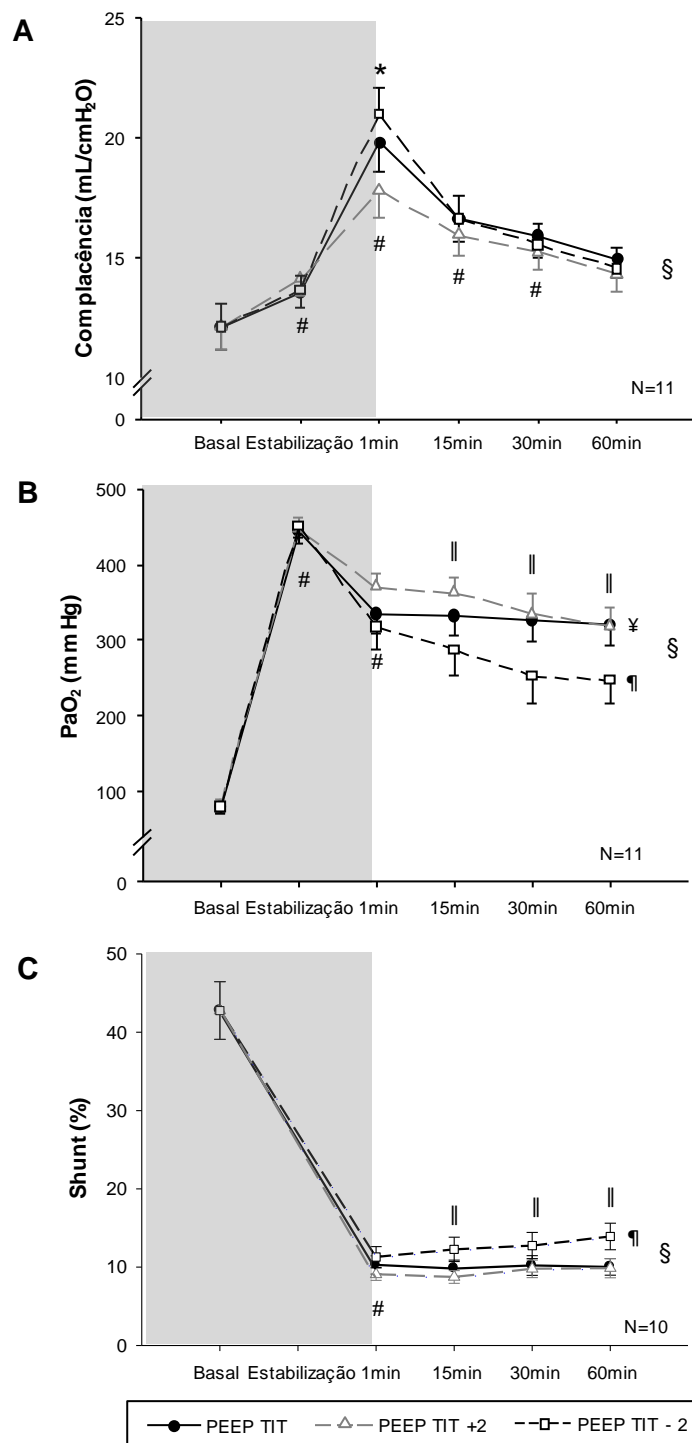 A
Complacência (mL/cmH₂O)
25
20
15
10
0
*
#
#
#
#
§
N=11
Basal Estabilização 1min 15min 30min 60min
B
PaO₂ (mmHg)
500
400
300
200
100
0
#
#
‖
‖
‖
¥
§
¶
N=11
Basal Estabilização 1min 15min 30min 60min
C
Shunt (%)
50
40
30
20
10
0
#
‖
‖
‖
¶
§
N=10
Basal Estabilização 1min 15min 30min 60min
PEEP TIT PEEP TIT +2 PEEP TIT - 2